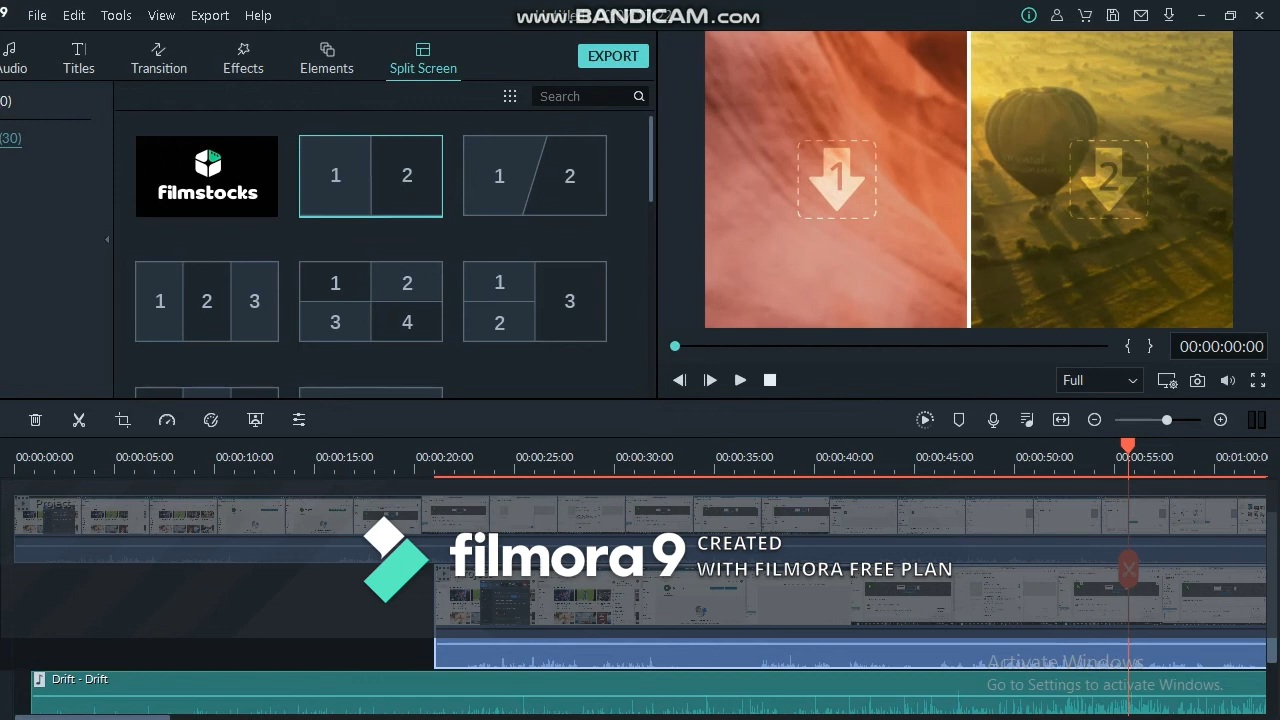 9 File Edit Tools View Export Help
www.BANDICAM.com
udio Titles Transition Effects Elements Split Screen
EXPORT
0)
Search
(30)
filmstocks
1 2
1 2
1 2 3
1 2
3 4
1
2
3
1
2
{ } 00:00:00:00
Full
00:00:00:00 00:00:05:00 00:00:10:00 00:00:15:00 00:00:20:00 00:00:25:00 00:00:30:00 00:00:35:00 00:00:40:00 00:00:45:00 00:00:50:00 00:00:55:00 00:01:00:0
Project
filmora 9
CREATED
WITH FILMORA FREE PLAN
Activate Windows
Go to Settings to activate Windows.
Drift - Drift